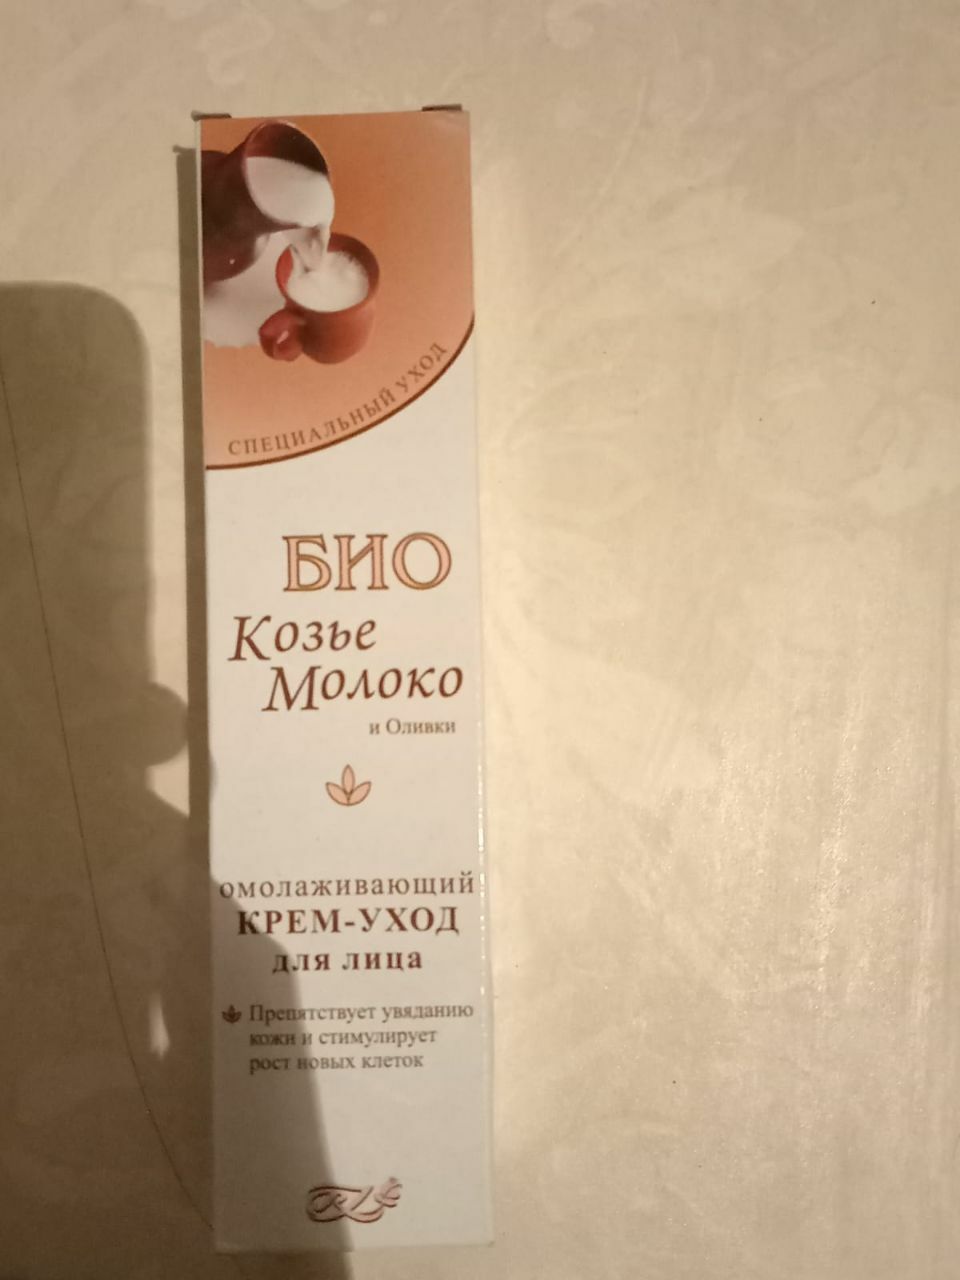 СПЕЦИАЛЬНЫЙ УХОД
БИО
Козье
Молоко
и Оливки
омолаживающий
КРЕМ-УХОД
для лица
Препятствует увяданию
кожи и стимулирует
рост новых клеток